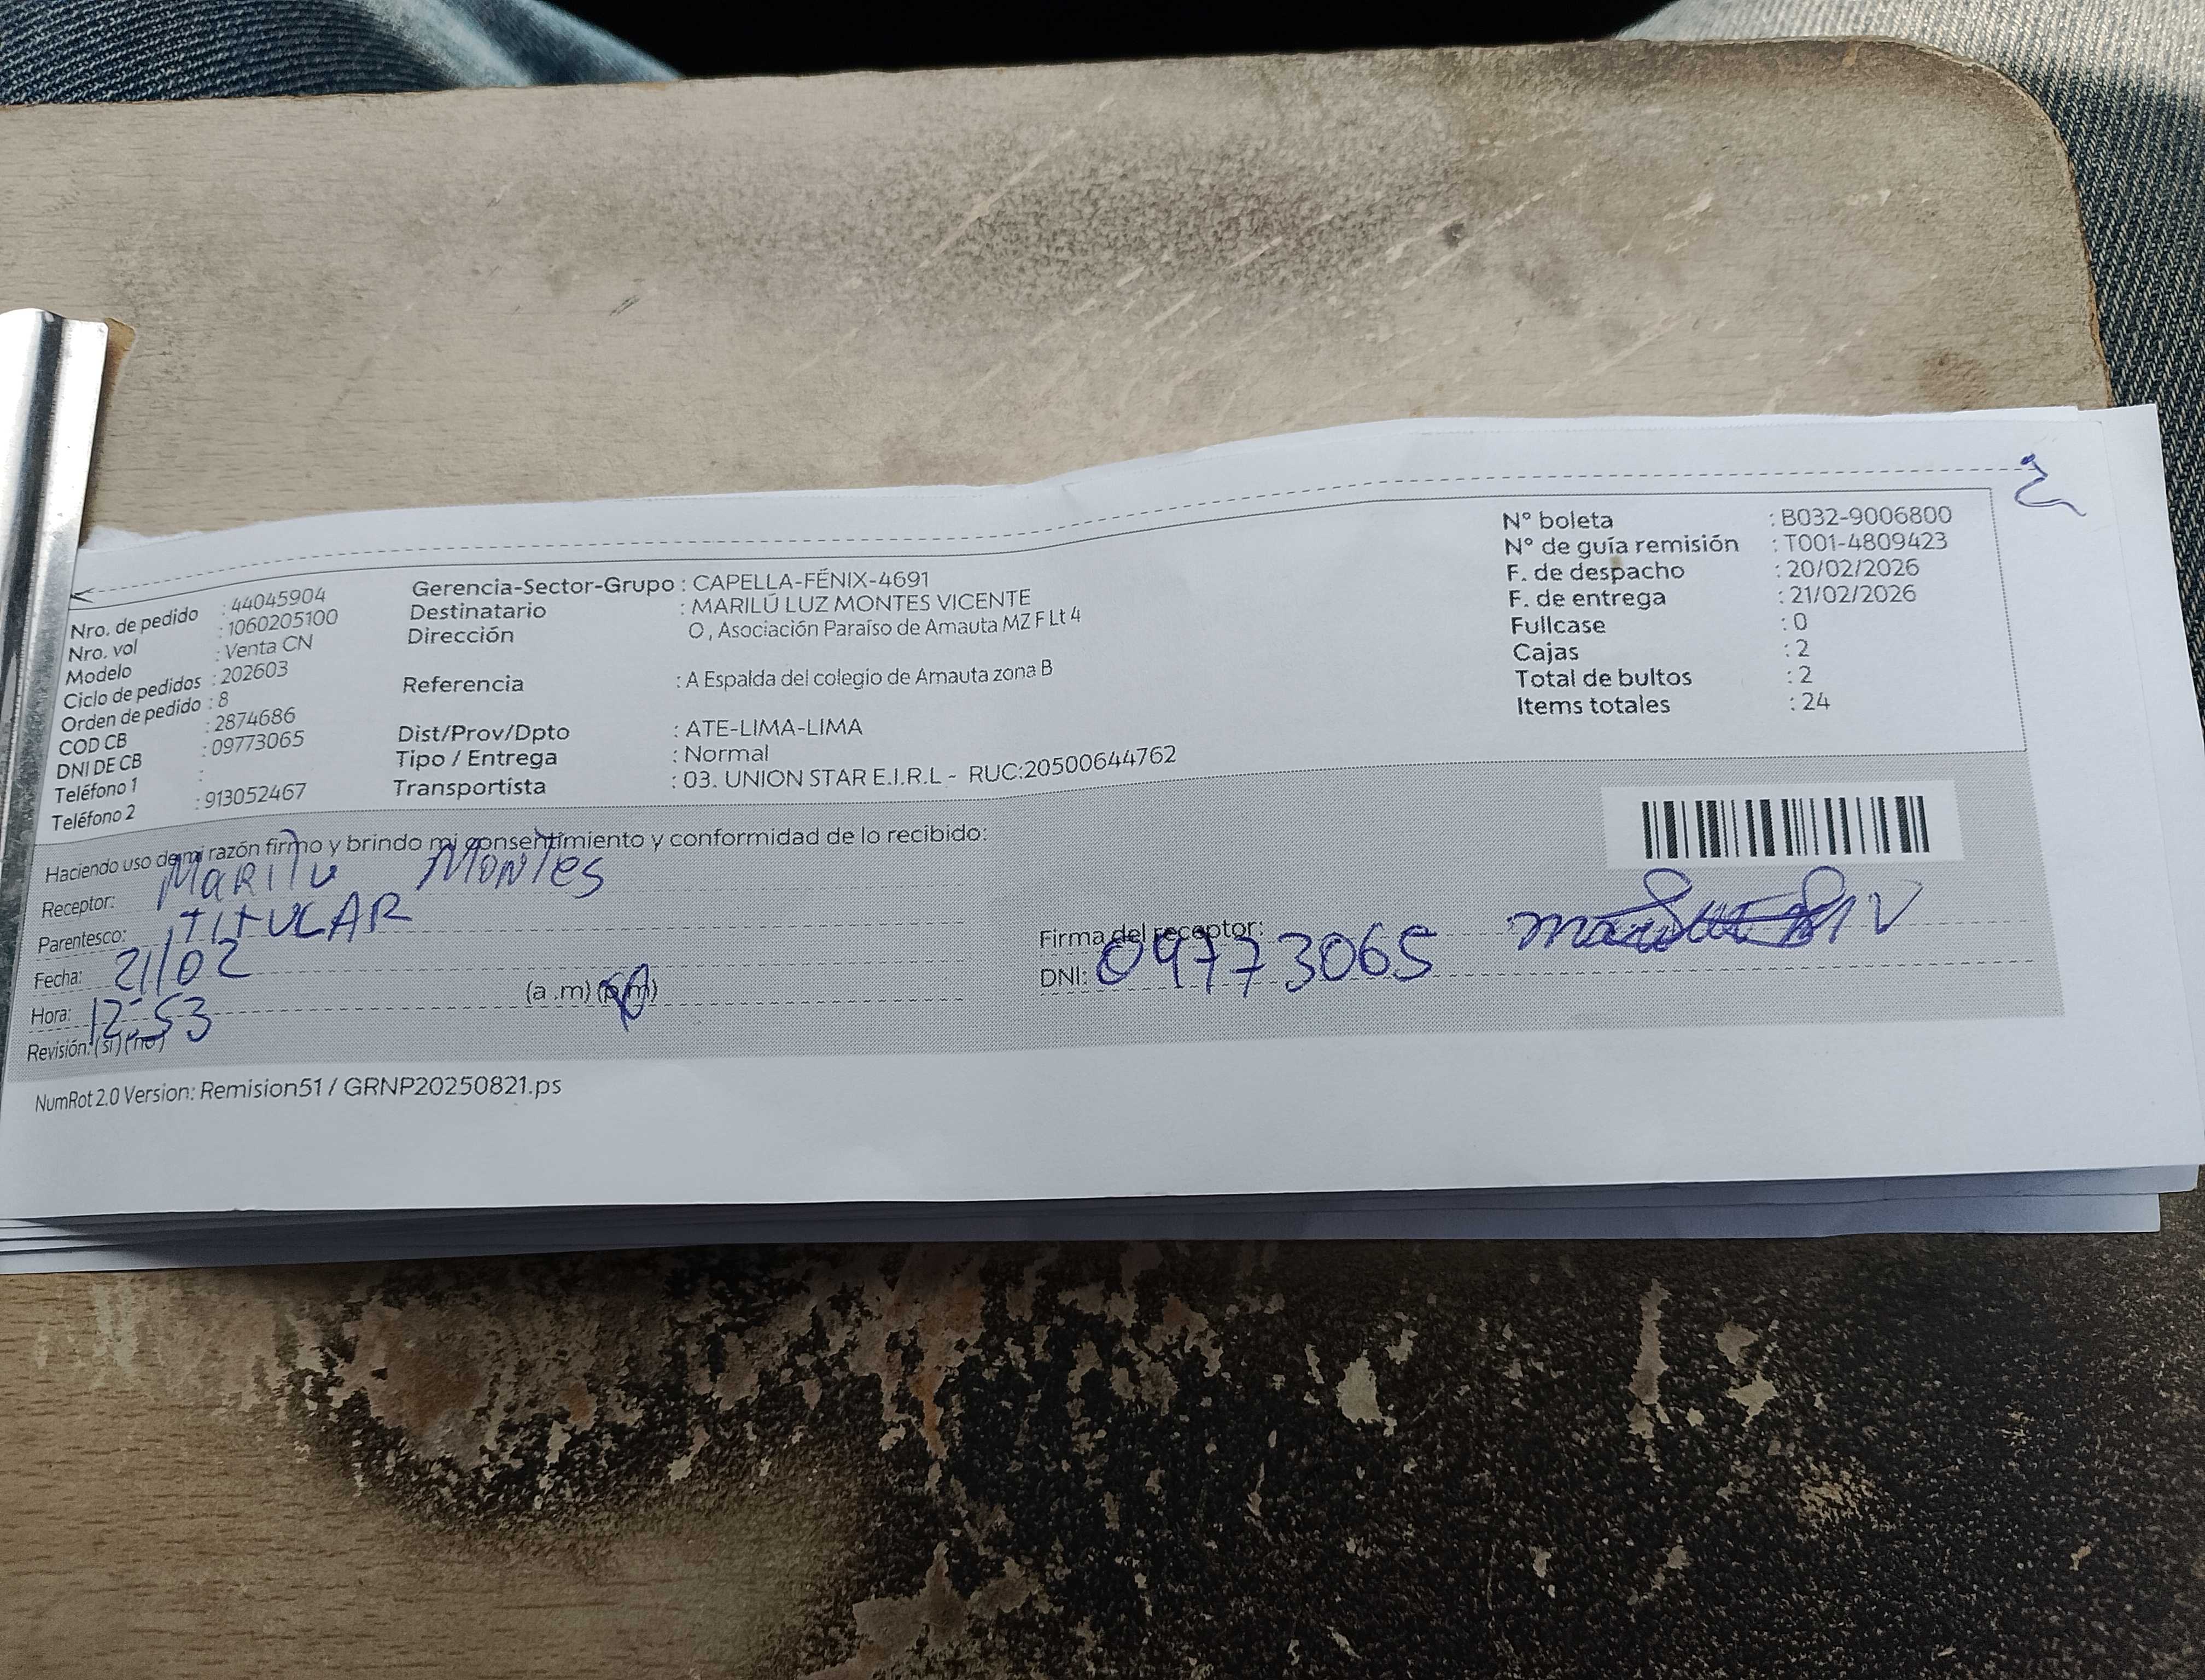 Nro. de pedido : 44045904
Nro. vol : 1060205100
Modelo : Venta CN
Ciclo de pedidos : 202603
Orden de pedido : 8
COD CB : 2874686
DNI DE CB : 09773065
Teléfono 1 :
Teléfono 2 : 913052467
Gerencia-Sector-Grupo : CAPELLA-FÉNIX-4691
Destinatario : MARILÚ LUZ MONTES VICENTE
Dirección O , Asociación Paraíso de Amauta MZ F Lt 4
Referencia : A Espalda del colegio de Amauta zona B
Dist/Prov/Dpto : ATE-LIMA-LIMA
Tipo / Entrega : Normal
Transportista : 03. UNION STAR E.I.R.L - RUC:20500644762
N° boleta : B032-9006800
N° de guía remisión : T001-4809423
F. de despacho : 20/02/2026
F. de entrega : 21/02/2026
Fullcase : 0
Cajas : 2
Total de bultos : 2
Items totales : 24
Haciendo uso de mi razón firmo y brindo mi consentimiento y conformidad de lo recibido:
Receptor: Marilu Montes
Parentesco: TITULAR
Fecha: 21/02
Hora: 12:53 (a .m) (p.m)
Revisión: (si) (no)
Firma del receptor:
DNI: 09773065
NumRot 2.0 Version: Remision51 / GRNP20250821.ps